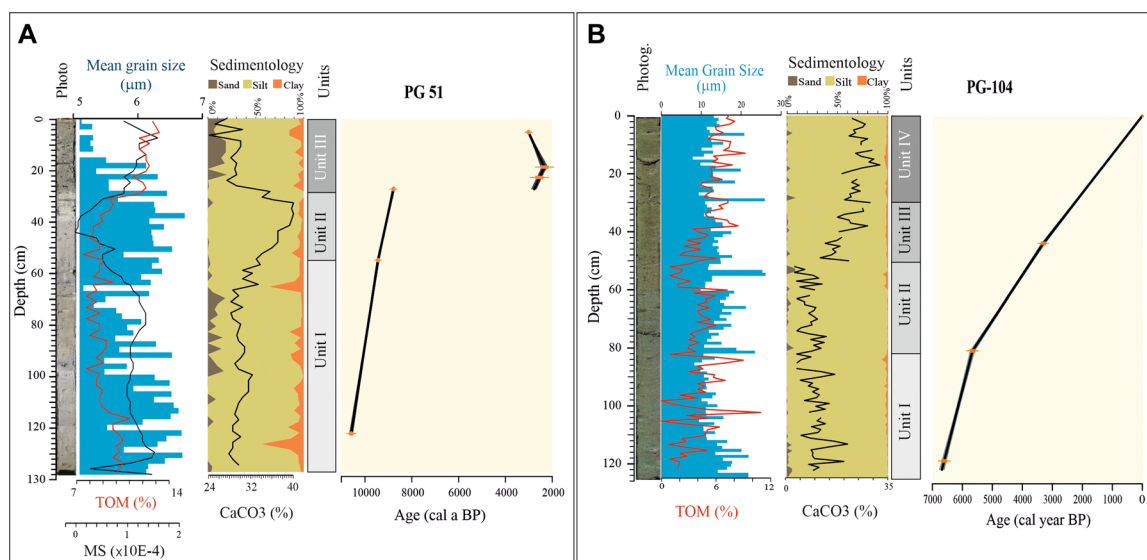 A
Photo
Mean grain size
(µm)
5 6 7
Sedimentology
Sand Silt Clay
0% 50% 100%
Units
PG 51
Depth (cm)
0
10
20
30
40
50
60
70
80
90
100
110
120
130
Unit III
Unit II
Unit I
7 14
TOM (%)
0 1 2
MS (x10E-4)
24 32 40
CaCO3 (%)
10000 8000 6000 4000 2000
Age (cal a BP)
B
Photog.
Mean Grain Size
(µm)
0 10 20 30
Sedimentology
Sand Silt Clay
0% 50% 100%
Units
PG-104
Depth (cm)
0
20
40
60
80
100
120
Unit IV
Unit III
Unit II
Unit I
0 6 12
TOM (%)
0 35
CaCO3 (%)
7000 6000 5000 4000 3000 2000 1000 0
Age (cal year BP)